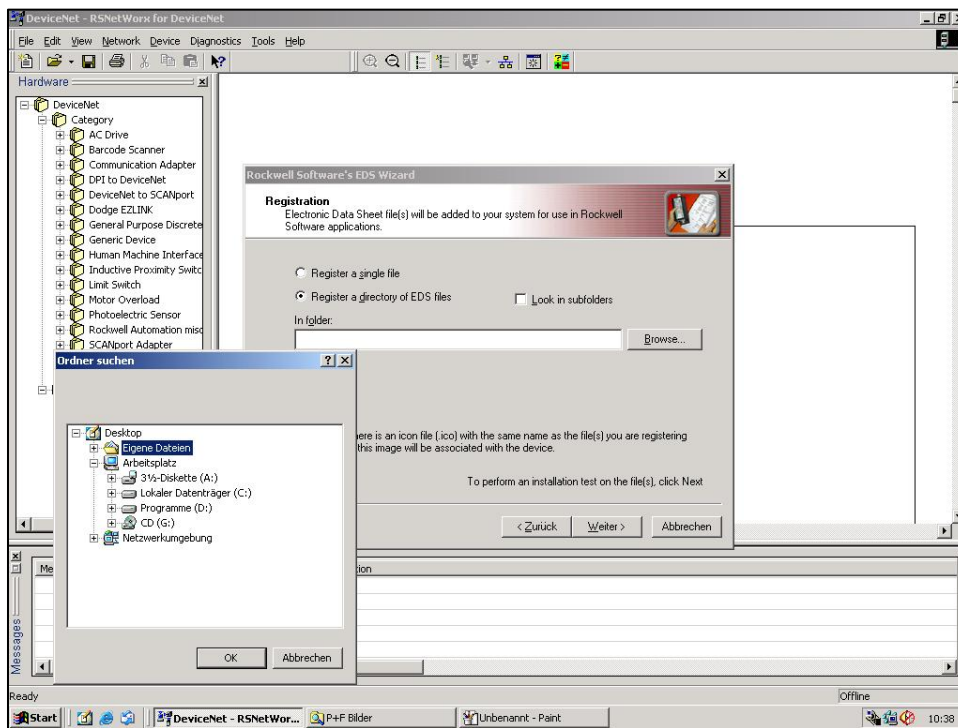 DeviceNet - RSNetWorx for DeviceNet
File Edit View Network Device Diagnostics Tools Help
Hardware
DeviceNet
Category
AC Drive
Barcode Scanner
Communication Adapter
DPI to DeviceNet
DeviceNet to SCANport
Dodge EZLINK
General Purpose Discrete
Generic Device
Human Machine Interface
Inductive Proximity Switc
Limit Switch
Motor Overload
Photoelectric Sensor
Rockwell Automation misc
SCANport Adapter
Rockwell Software's EDS Wizard
Registration
Electronic Data Sheet file(s) will be added to your system for use in Rockwell
Software applications.
Register a single file
Register a directory of EDS files
Look in subfolders
In folder:
Browse...
here is an icon file (.ico) with the same name as the file(s) you are registering
this image will be associated with the device.
To perform an installation test on the file(s), click Next
< Zurück Weiter > Abbrechen
Ordner suchen
Desktop
Eigene Dateien
Arbeitsplatz
3½-Diskette (A:)
Lokaler Datenträger (C:)
Programme (D:)
CD (G:)
Netzwerkumgebung
OK Abbrechen
Messages
Me
tion
Ready
Offline
Start
DeviceNet - RSNetWor...
P+F Bilder
Unbenannt - Paint
10:38